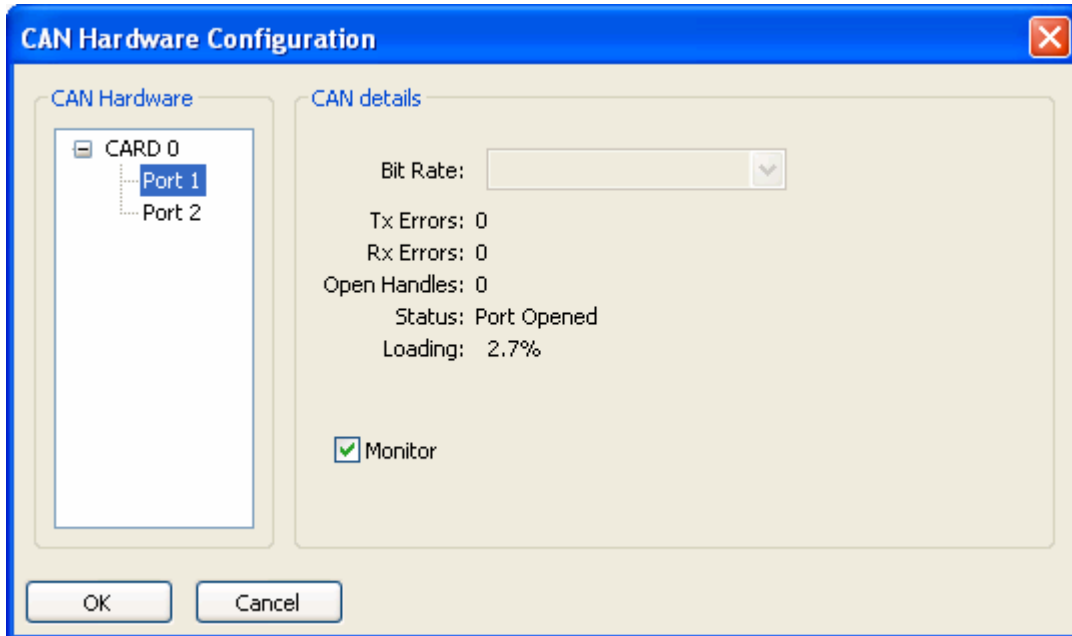 CAN Hardware Configuration
CAN Hardware
CARD 0
Port 1
Port 2
CAN details
Bit Rate:
Tx Errors: 0
Rx Errors: 0
Open Handles: 0
Status: Port Opened
Loading: 2.7%
Monitor
OK
Cancel